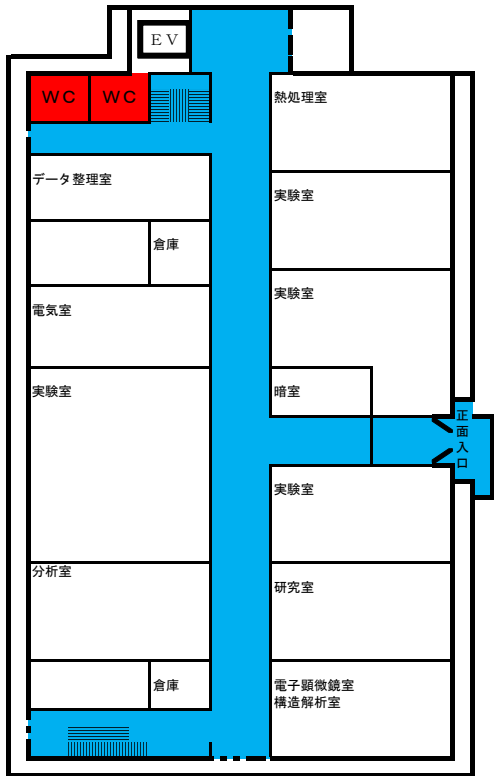 ＥＶ
ＷＣ
ＷＣ
熱処理室
データ整理室
実験室
倉庫
実験室
電気室
実験室
暗室
正面入口
実験室
分析室
研究室
倉庫
電子顕微鏡室
構造解析室